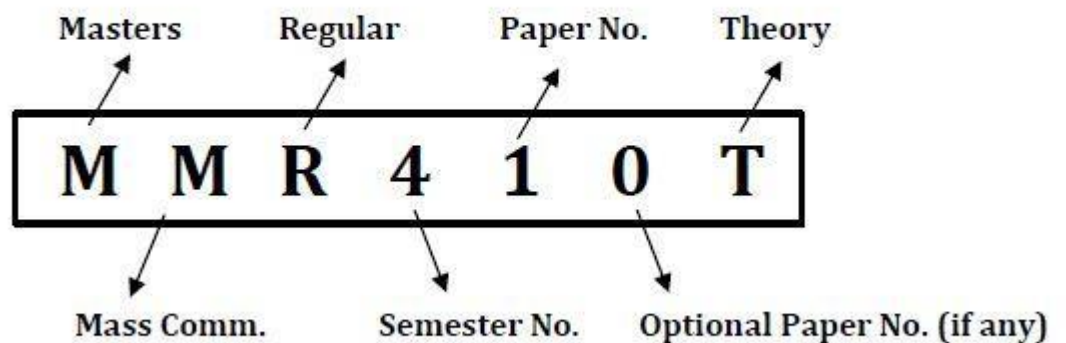 Masters Regular Paper No. Theory
M M R 4 1 0 T
Mass Comm. Semester No. Optional Paper No. (if any)